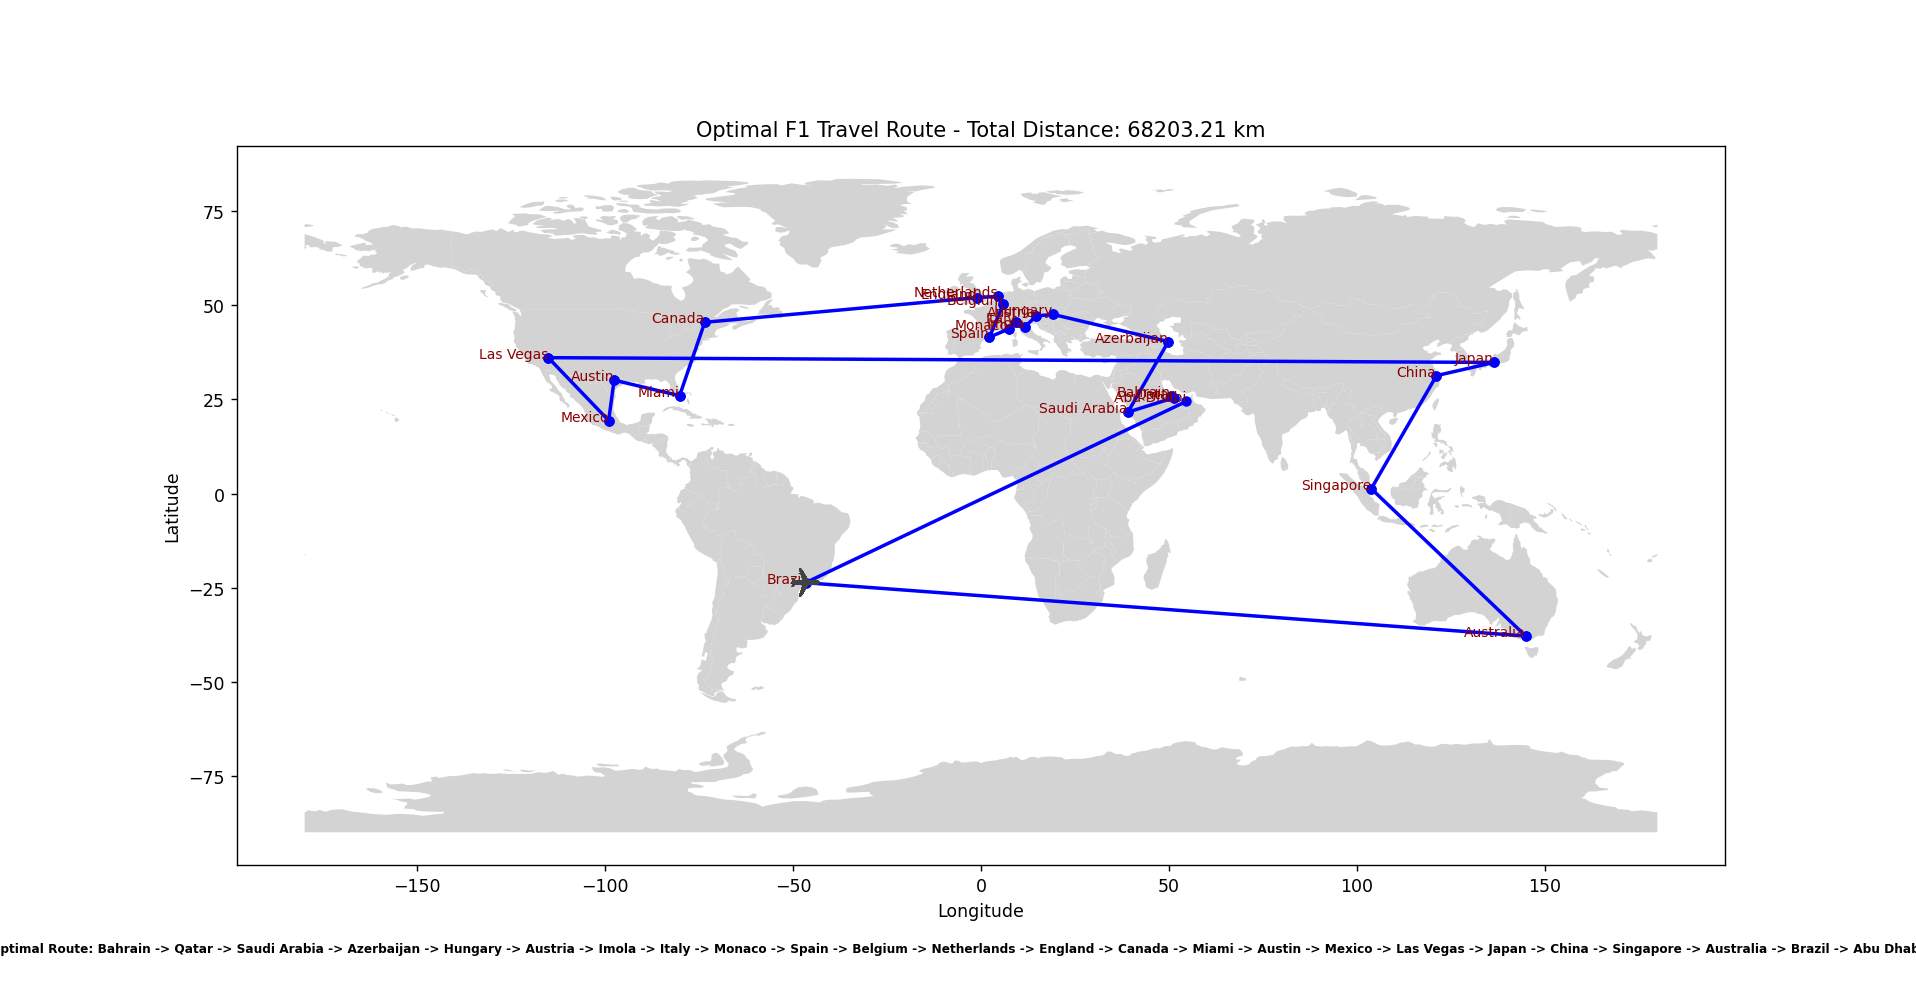 Optimal F1 Travel Route - Total Distance: 68203.21 km
75
50
25
0
−25
−50
−75
Latitude
Netherlands
England
Belgium
Hungary
Austria
Monaco
Spain
Canada
Azerbaijan
Las Vegas
Japan
China
Austin
Miami
Bahrain
Abu Dhabi
Saudi Arabia
Mexico
Singapore
Brazil
Australia
−150
−100
−50
0
50
100
150
Longitude
ptimal Route: Bahrain -> Qatar -> Saudi Arabia -> Azerbaijan -> Hungary -> Austria -> Imola -> Italy -> Monaco -> Spain -> Belgium -> Netherlands -> England -> Canada -> Miami -> Austin -> Mexico -> Las Vegas -> Japan -> China -> Singapore -> Australia -> Brazil -> Abu Dhab